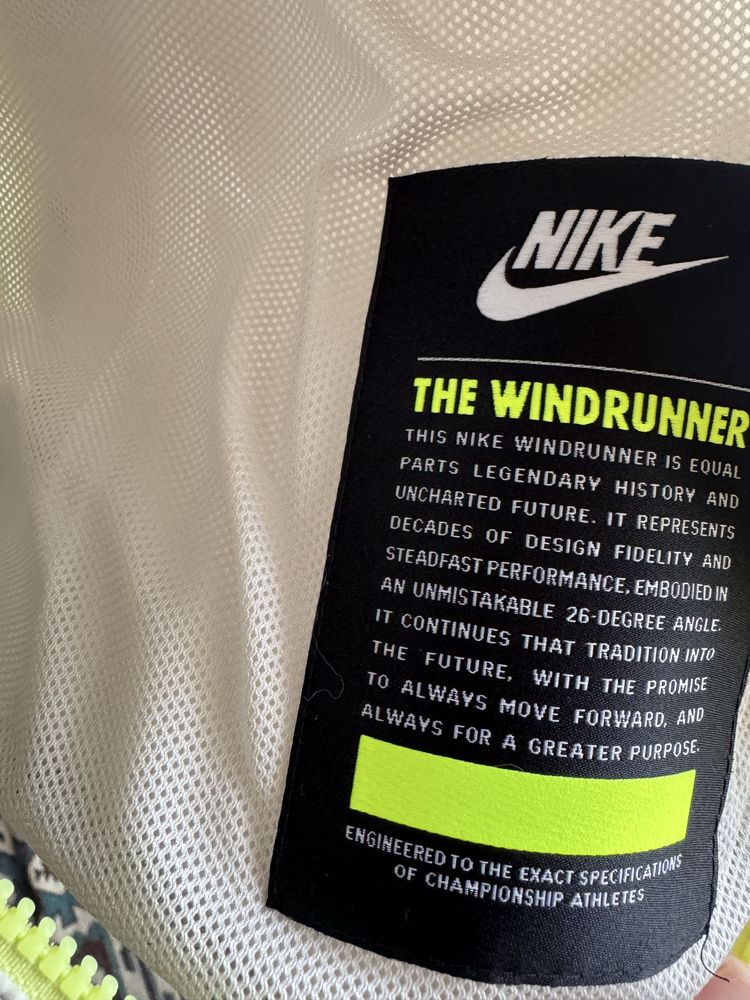 NIKE
THE WINDRUNNER
THIS NIKE WINDRUNNER IS EQUAL
PARTS LEGENDARY HISTORY AND
UNCHARTED FUTURE. IT REPRESENTS
DECADES OF DESIGN FIDELITY AND
STEADFAST PERFORMANCE, EMBODIED IN
AN UNMISTAKABLE 26-DEGREE ANGLE.
IT CONTINUES THAT TRADITION INTO
THE FUTURE, WITH THE PROMISE
TO ALWAYS MOVE FORWARD, AND
ALWAYS FOR A GREATER PURPOSE.
ENGINEERED TO THE EXACT SPECIFICATIONS
OF CHAMPIONSHIP ATHLETES